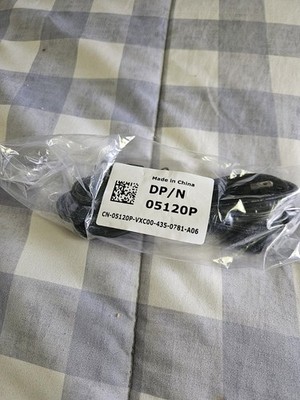 Made in China
DP/N
05120P
CN-05120P-VXC00-435-0781-A06